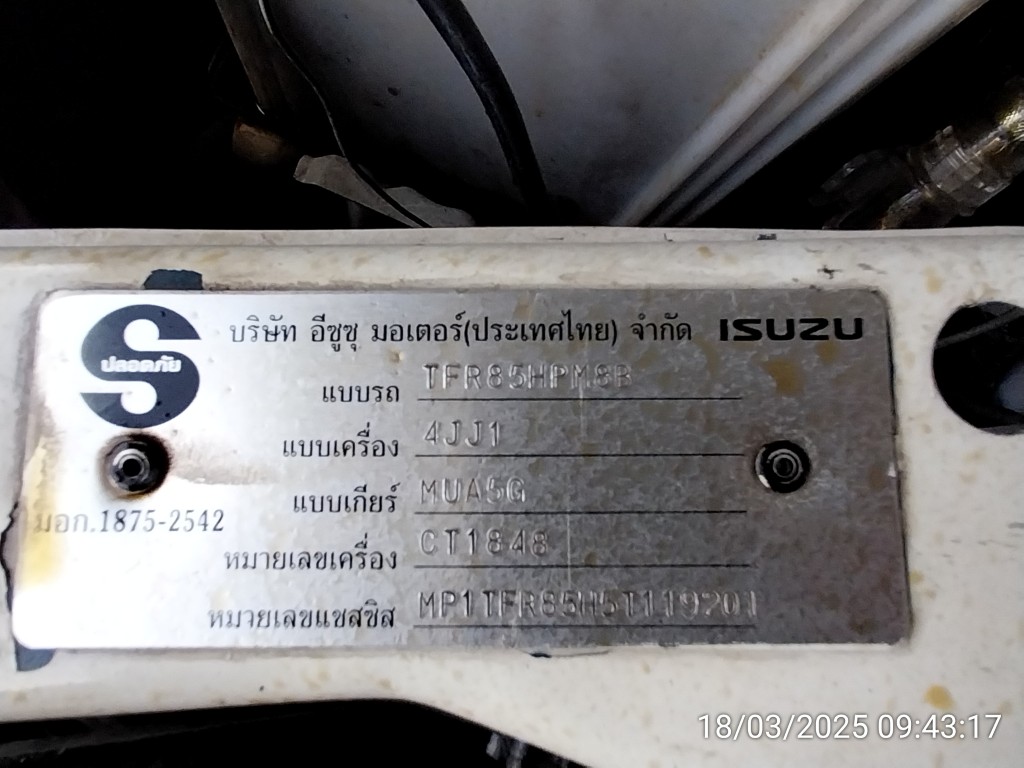 บริษัท อีซูซุ มอเตอร์(ประเทศไทย) จำกัด ISUZU
ปลอดภัย
แบบรถ TFR85HPM8B
แบบเครื่อง 4JJ1
แบบเกียร์ MUA5G
มอก.1875-2542
หมายเลขเครื่อง CT1848
หมายเลขแชสซิส MP1TFR85H5T119201
18/03/2025 09:43:17